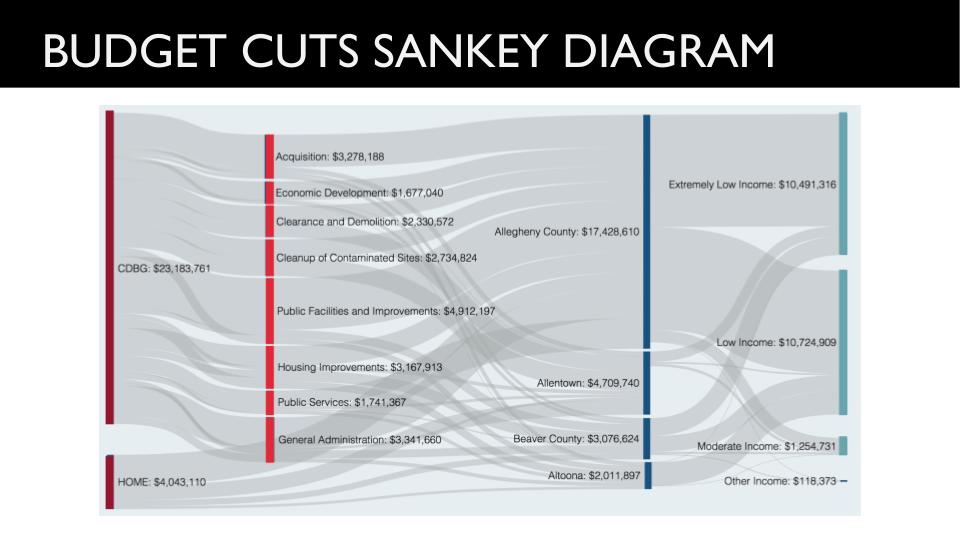 BUDGET CUTS SANKEY DIAGRAM
CDBG: $23,183,761
HOME: $4,043,110
Acquisition: $3,278,188
Economic Development: $1,677,040
Clearance and Demolition: $2,330,572
Cleanup of Contaminated Sites: $2,734,824
Public Facilities and Improvements: $4,912,197
Housing Improvements: $3,167,913
Public Services: $1,741,367
General Administration: $3,341,660
Allegheny County: $17,428,610
Allentown: $4,709,740
Beaver County: $3,076,624
Altoona: $2,011,897
Extremely Low Income: $10,491,316
Low Income: $10,724,909
Moderate Income: $1,254,731
Other Income: $118,373